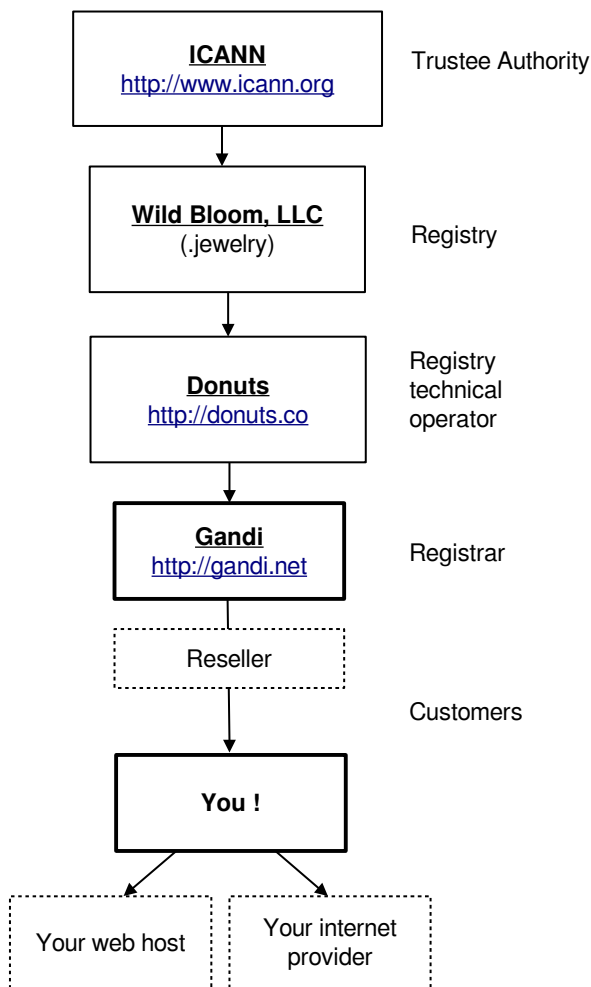 ICANN
http://www.icann.org
Trustee Authority
Wild Bloom, LLC
(.jewelry)
Registry
Donuts
http://donuts.co
Registry
technical
operator
Gandi
http://gandi.net
Registrar
Reseller
Customers
You !
Your web host
Your internet
provider